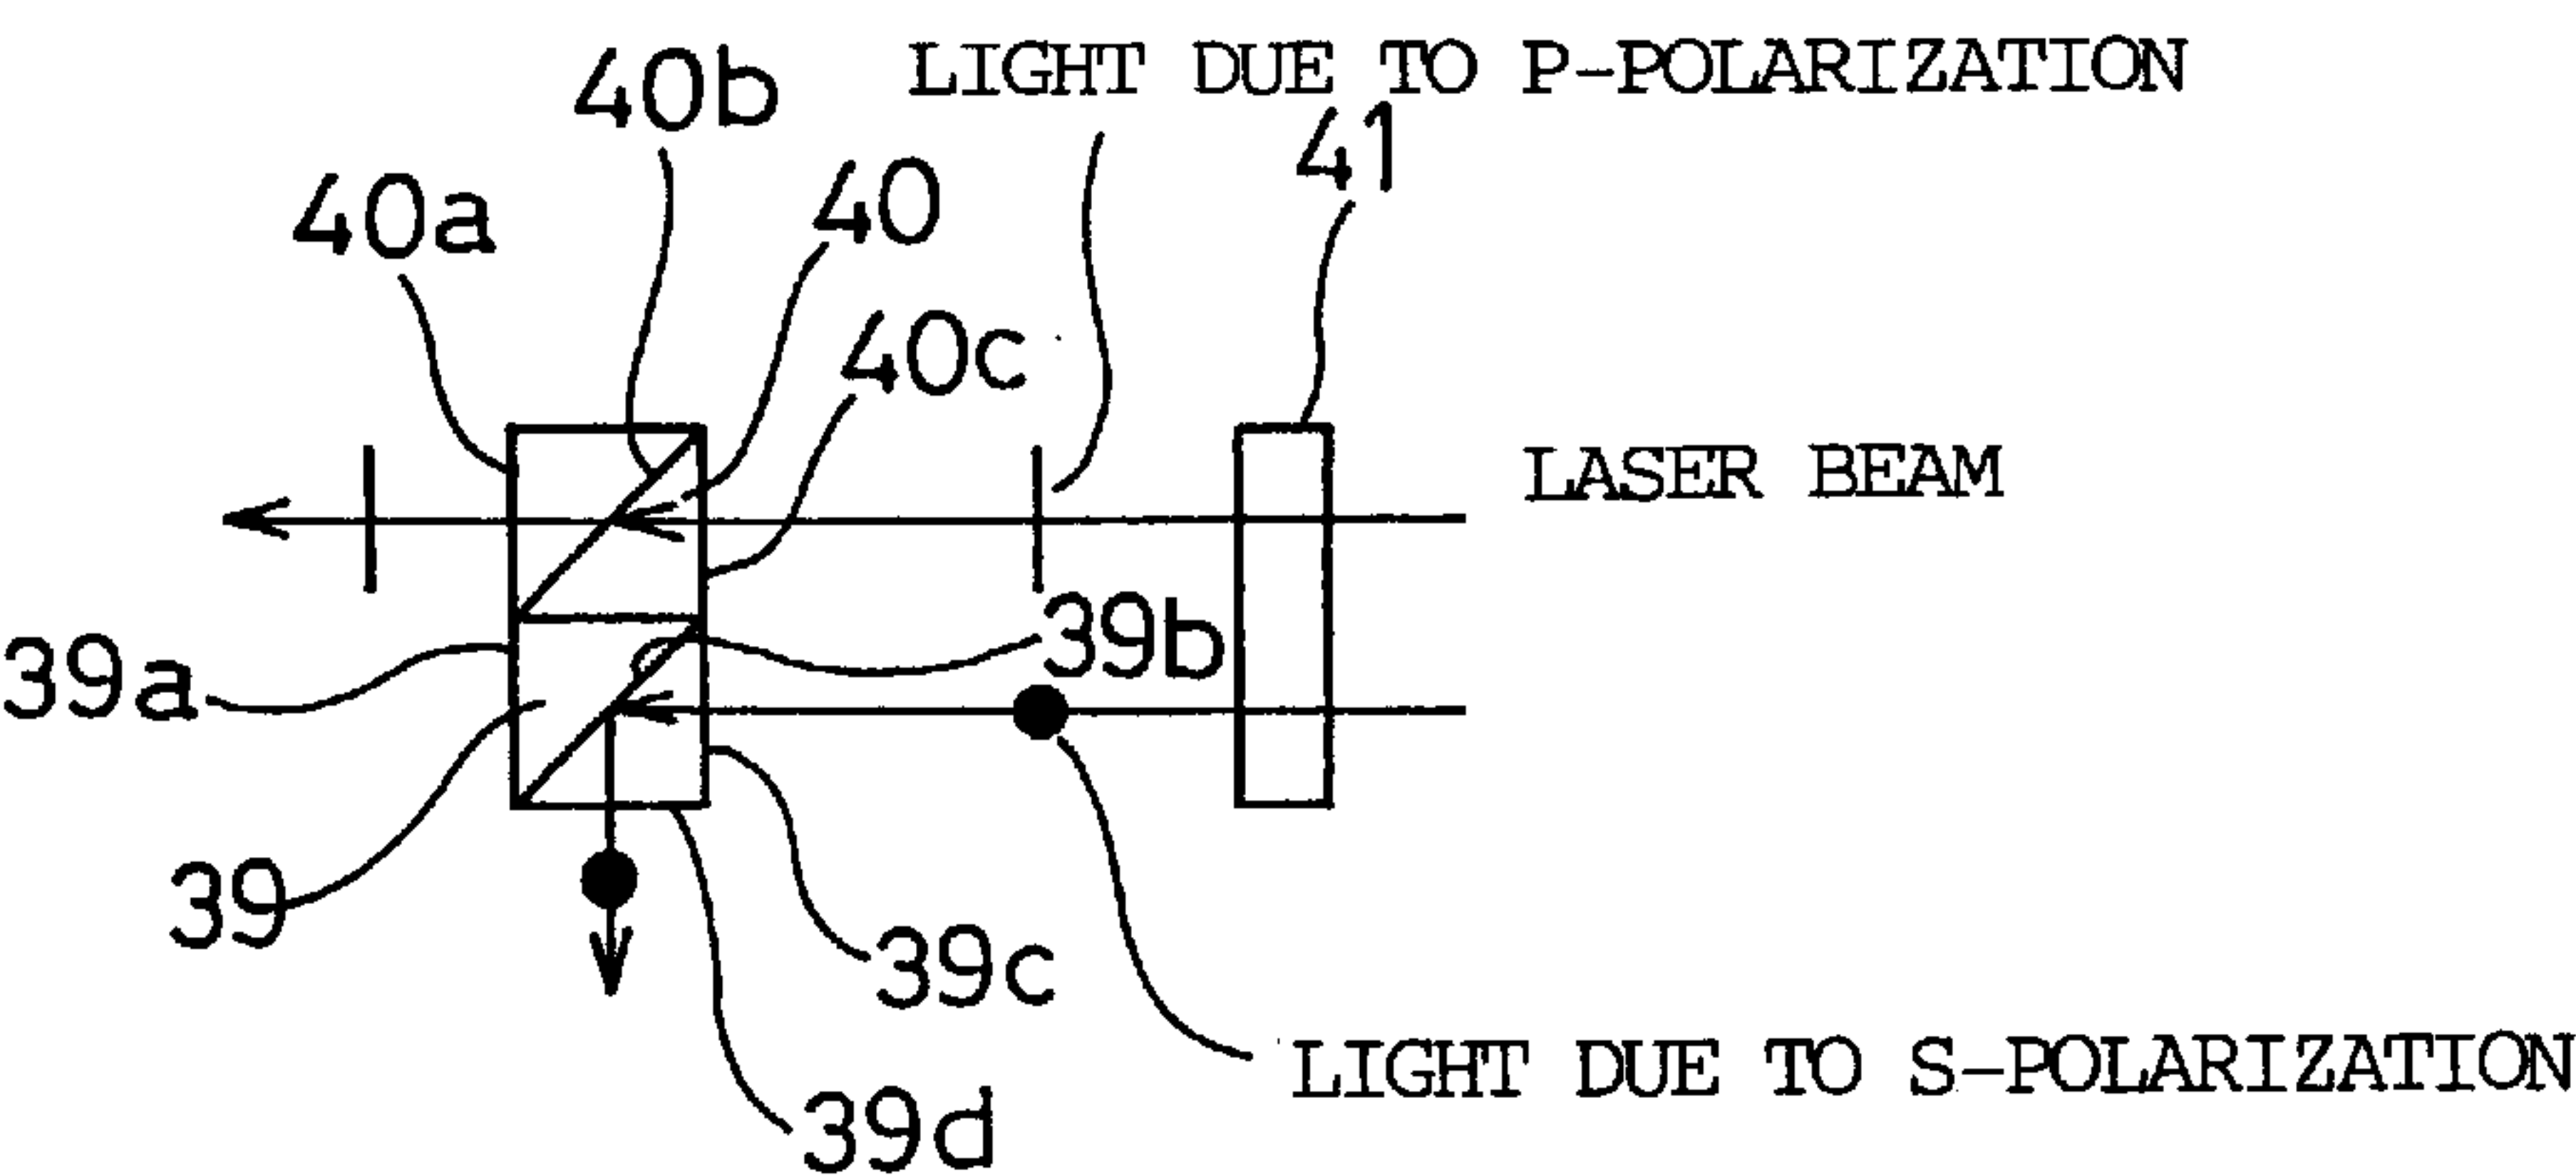 LIGHT DUE TO P-POLARIZATION
40b
41
40a
40
40c
LASER BEAM
39a
39b
39
39c
LIGHT DUE TO S-POLARIZATION
39d